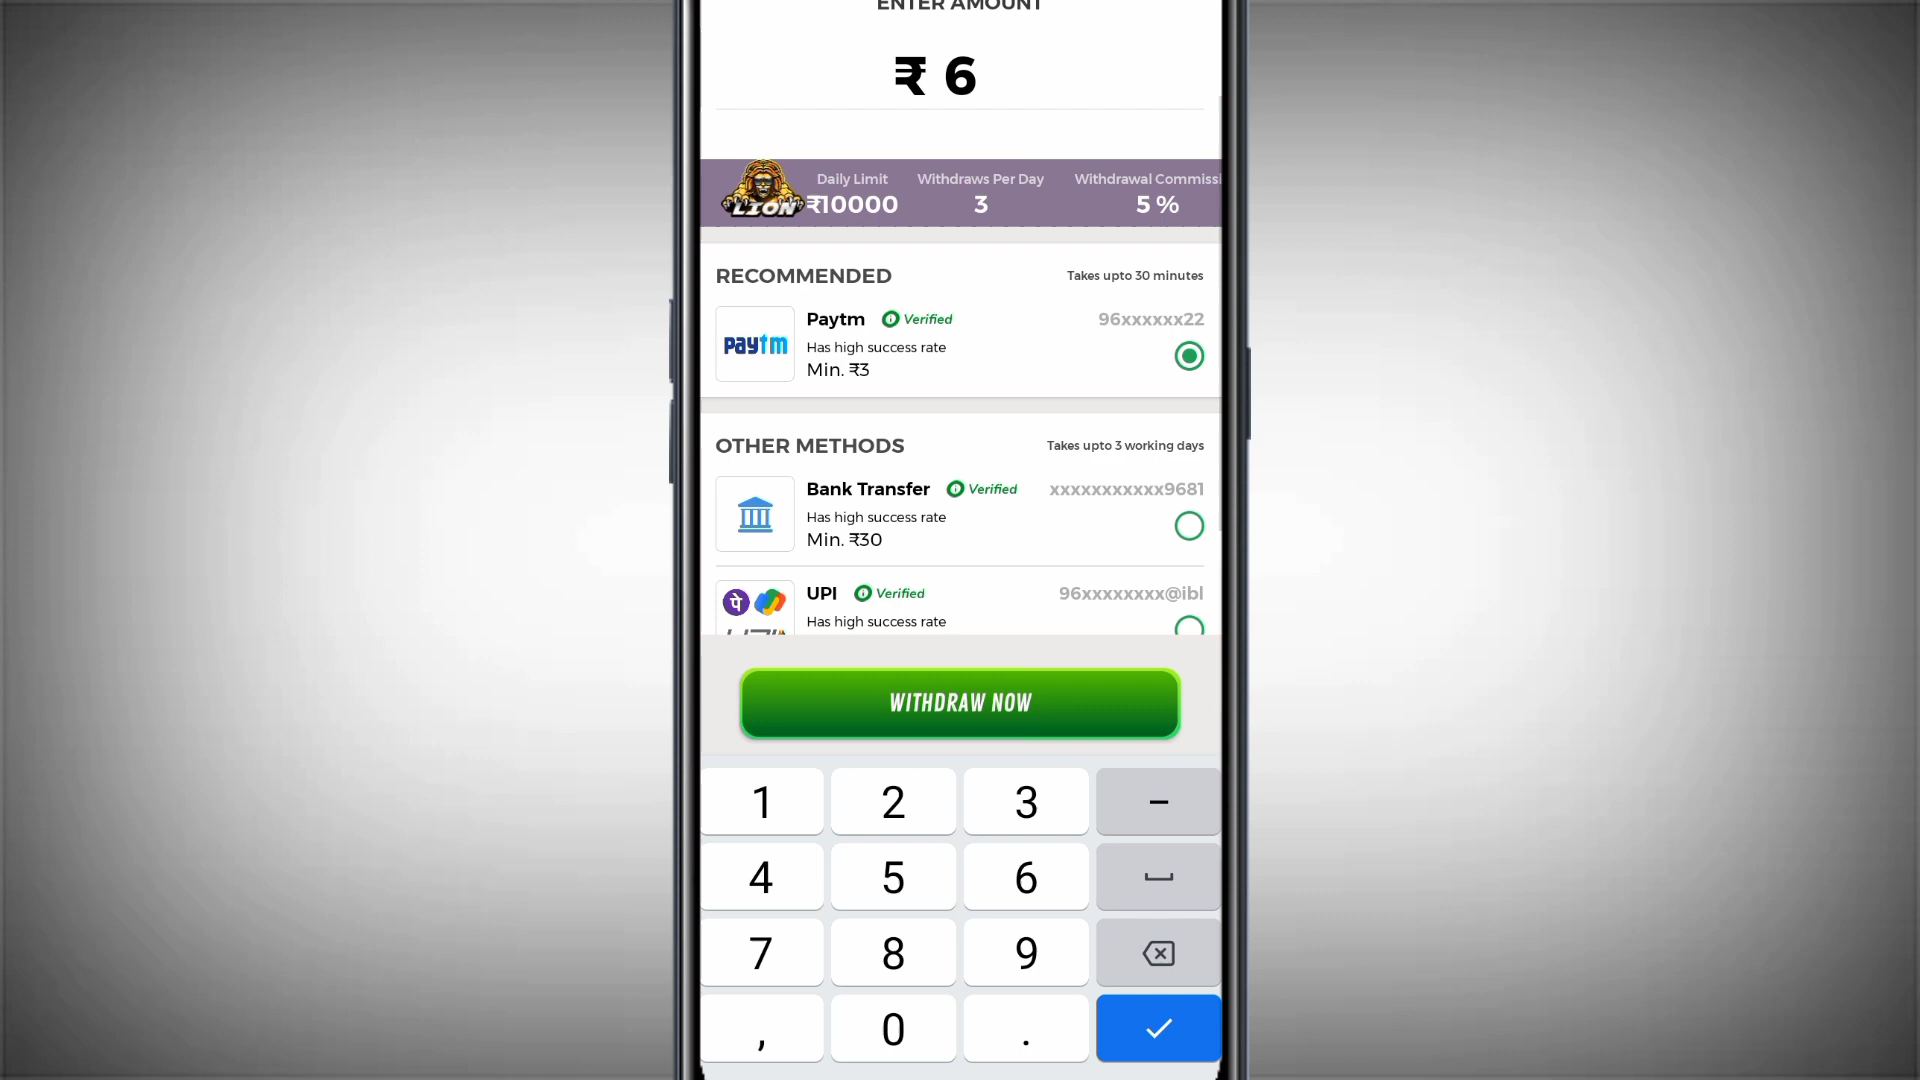 ENTER AMOUNT
₹ 6
LION
Daily Limit
₹10000
Withdraws Per Day
3
Withdrawal Commissi
5 %
RECOMMENDED
Takes upto 30 minutes
paytm
Paytm
Verified
96xxxxxx22
Has high success rate
Min. ₹3
OTHER METHODS
Takes upto 3 working days
Bank Transfer
Verified
xxxxxxxxxxx9681
Has high success rate
Min. ₹30
पे
UPI
Verified
96xxxxxxxx@ibl
Has high success rate
WITHDRAW NOW
1 2 3 –
4 5 6
7 8 9
, 0 .